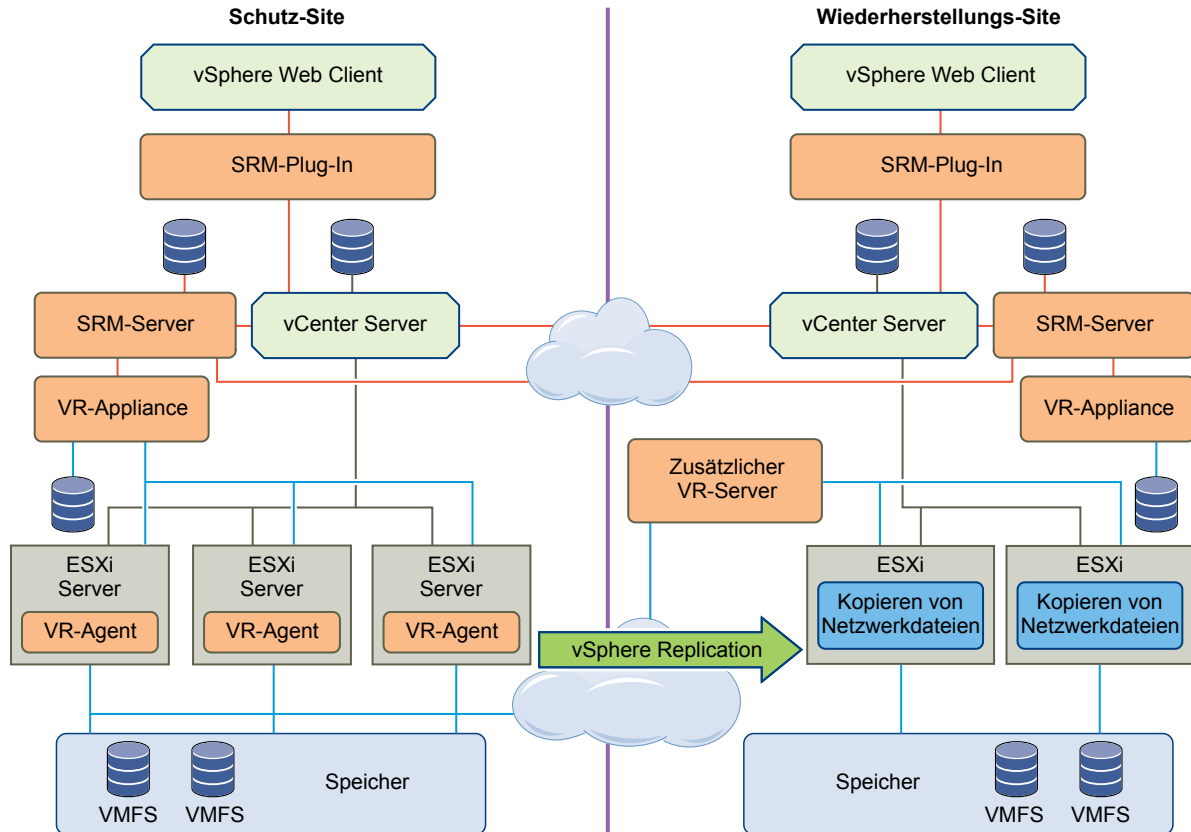 Schutz-Site
Wiederherstellungs-Site
vSphere Web Client
vSphere Web Client
SRM-Plug-In
SRM-Plug-In
SRM-Server
vCenter Server
vCenter Server
SRM-Server
VR-Appliance
VR-Appliance
Zusätzlicher
VR-Server
ESXi
Server
VR-Agent
ESXi
Server
VR-Agent
ESXi
Server
VR-Agent
vSphere Replication
ESXi
Kopieren von
Netzwerkdateien
ESXi
Kopieren von
Netzwerkdateien
Speicher
VMFS
VMFS
Speicher
VMFS
VMFS